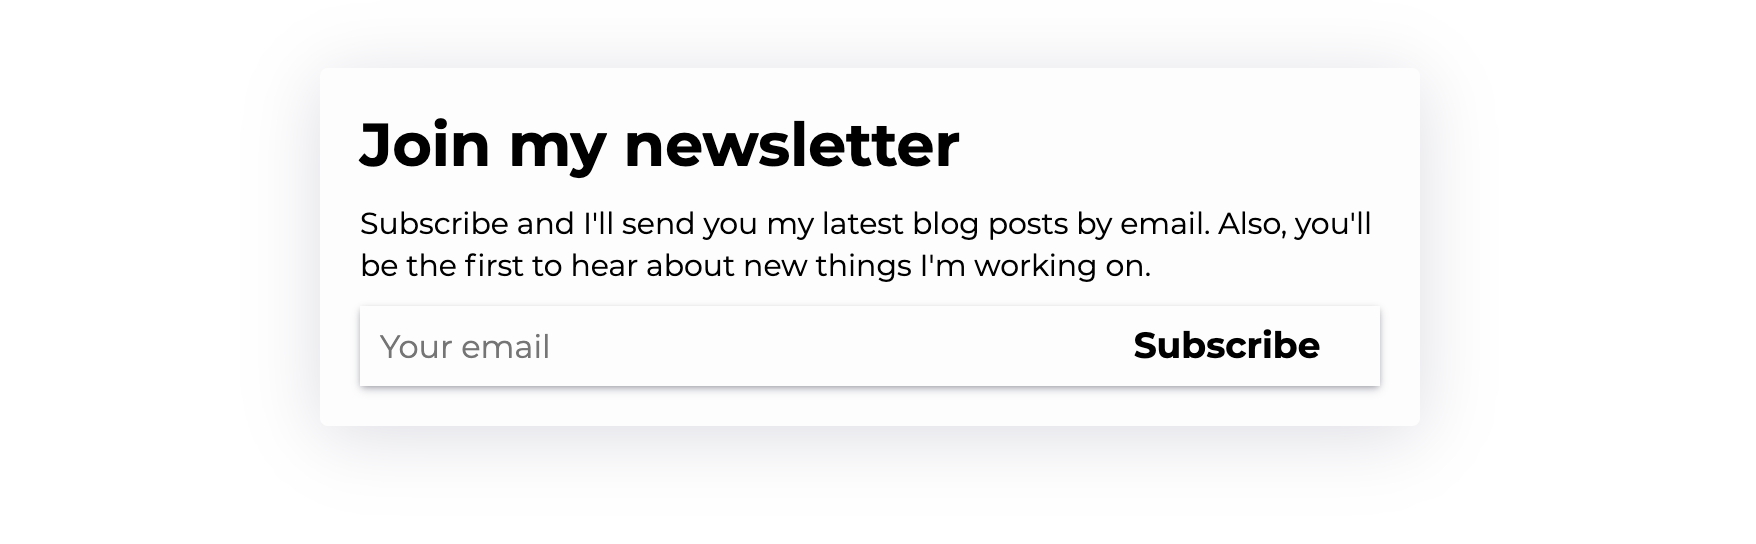 Join my newsletter
Subscribe and I'll send you my latest blog posts by email. Also, you'll
be the first to hear about new things I'm working on.
Your email
Subscribe